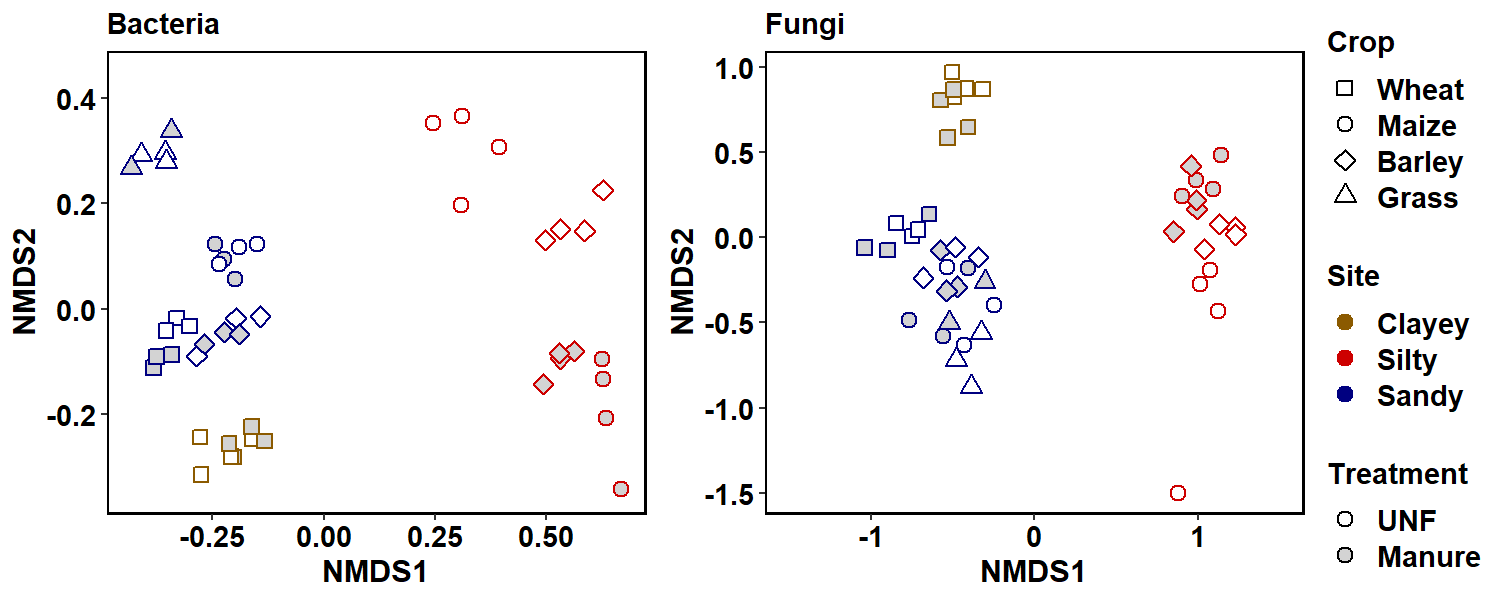 Bacteria
0.4
0.2
0.0
-0.2
NMDS2
-0.25 0.00 0.25 0.50
NMDS1
Fungi
1.0
0.5
0.0
-0.5
-1.0
-1.5
NMDS2
-1 0 1
NMDS1
Crop
Wheat
Maize
Barley
Grass
Site
Clayey
Silty
Sandy
Treatment
UNF
Manure